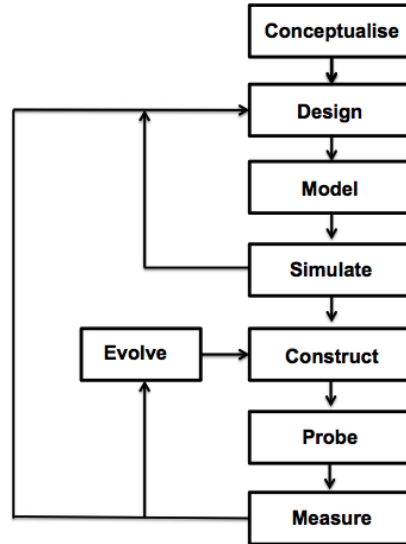 Conceptualise
Design
Model
Simulate
Evolve
Construct
Probe
Measure